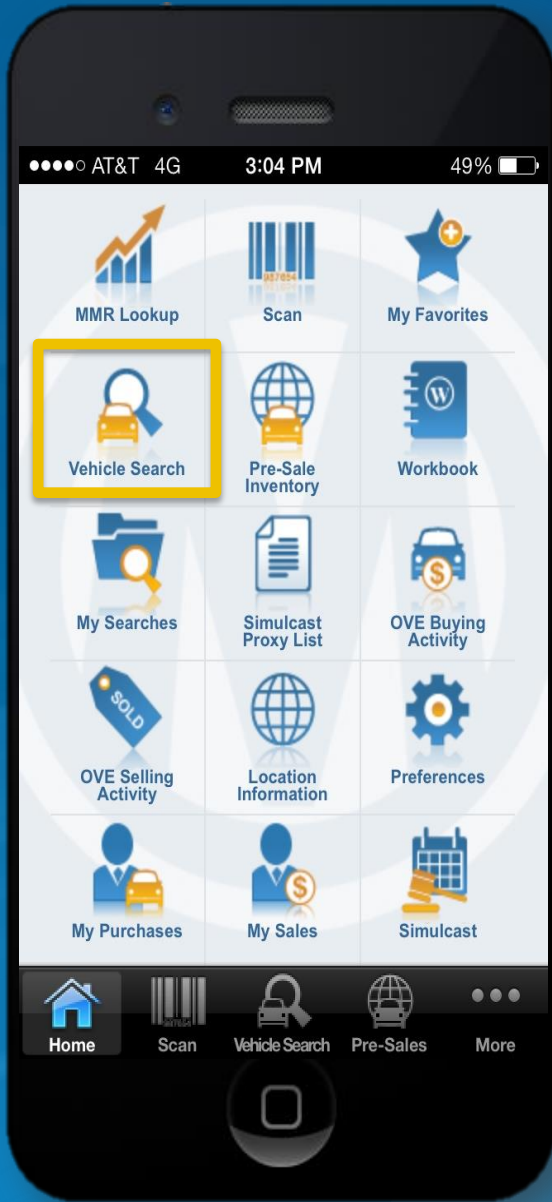 AT&T 4G 3:04 PM 49%
MMR Lookup
987654
Scan
My Favorites
Vehicle Search
Pre-Sale
Inventory
W
Workbook
My Searches
Simulcast
Proxy List
$
OVE Buying
Activity
SOLD
OVE Selling
Activity
Location
Information
Preferences
My Purchases
$
My Sales
Simulcast
Home
Scan
Vehicle Search
Pre-Sales
More